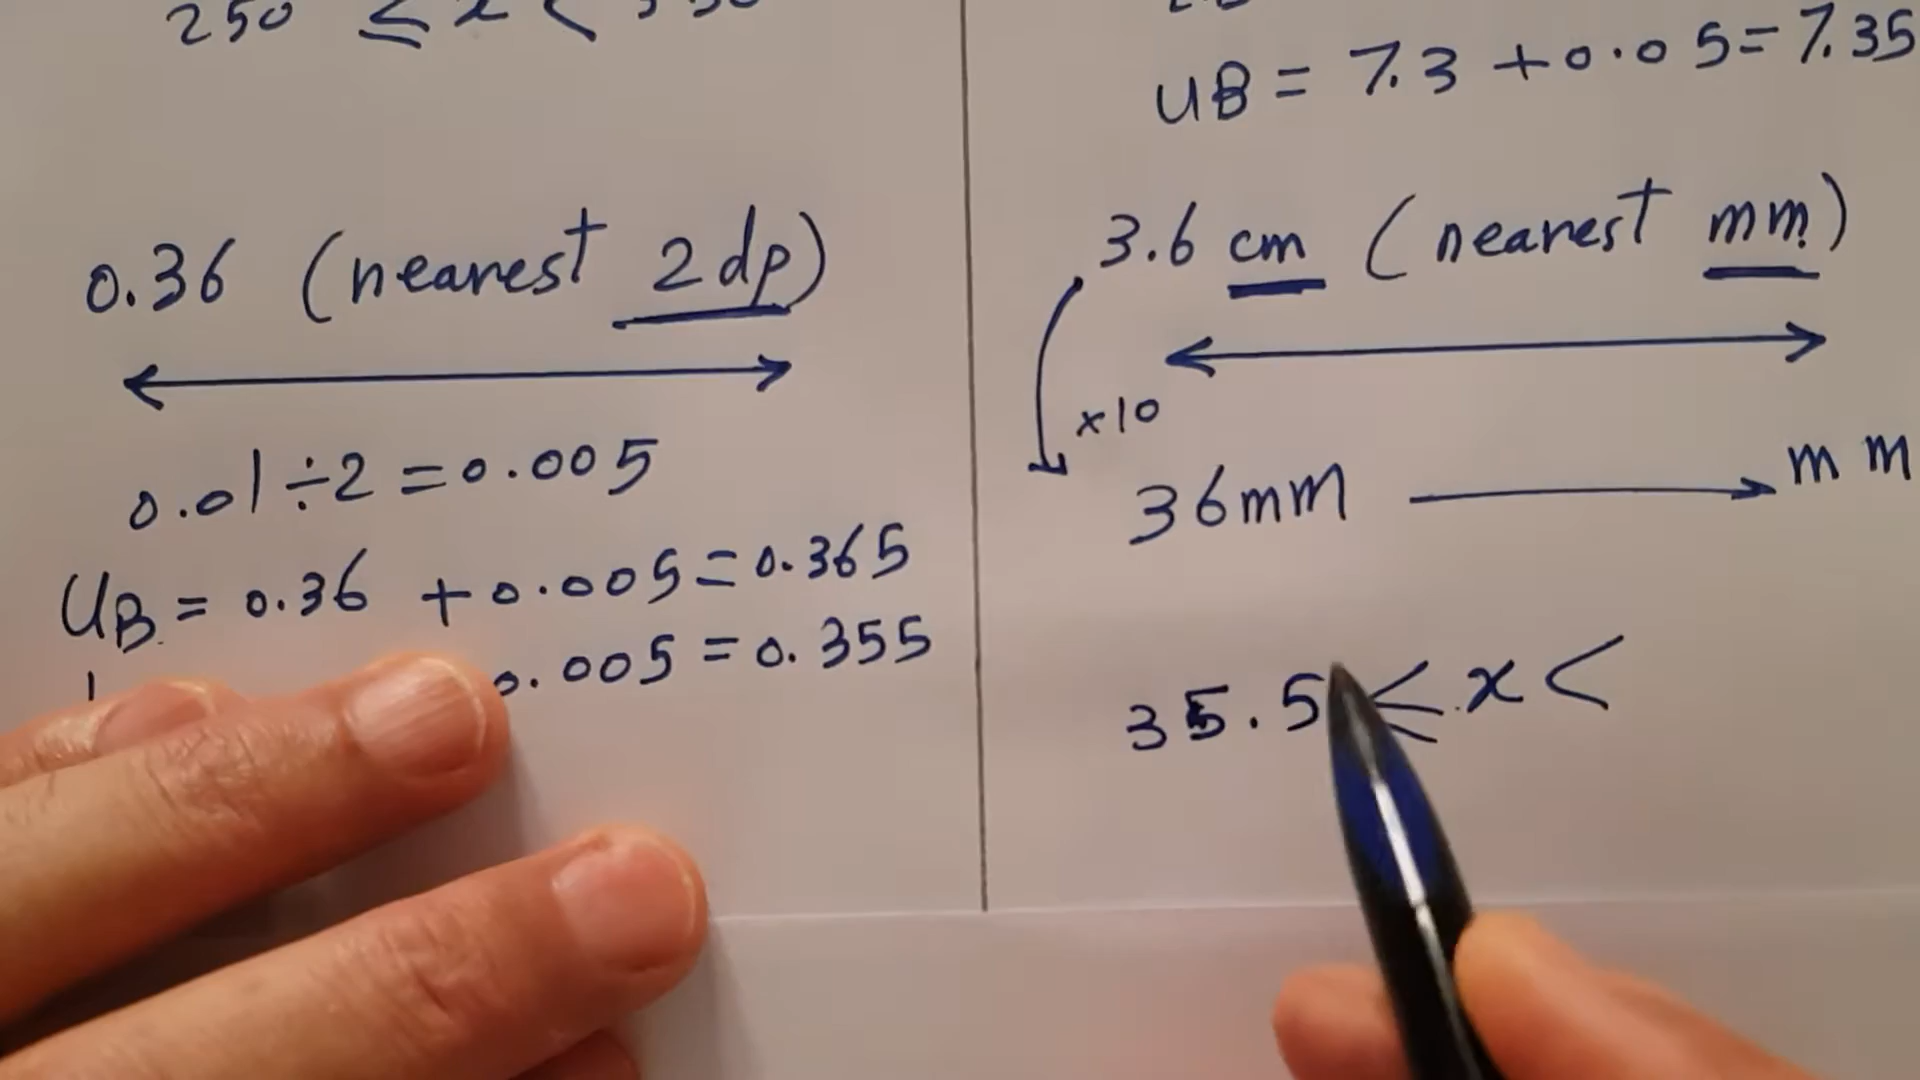 250 ≤ x <
0.36 (nearest 2dp)
0.01 ÷ 2 = 0.005
UB = 0.36 + 0.005 = 0.365
0.005 = 0.355
UB = 7.3 + 0.05 = 7.35
3.6 cm (nearest mm)
x10
36mm → mm
35.5 ≤ x <